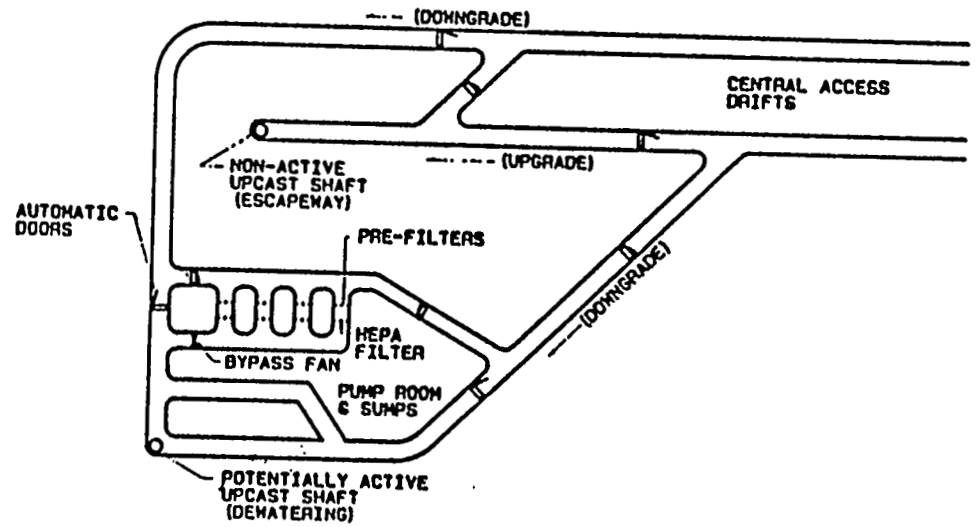 (DOWNGRADE)
CENTRAL ACCESS
DRIFTS
(UPGRADE)
NON-ACTIVE
UPCAST SHAFT
(ESCAPEWAY)
AUTOMATIC
DOORS
PRE-FILTERS
(DOWNGRADE)
HEPA
FILTER
BYPASS FAN
PUMP ROOM
& SUMPS
POTENTIALLY ACTIVE
UPCAST SHAFT
(DEWATERING)